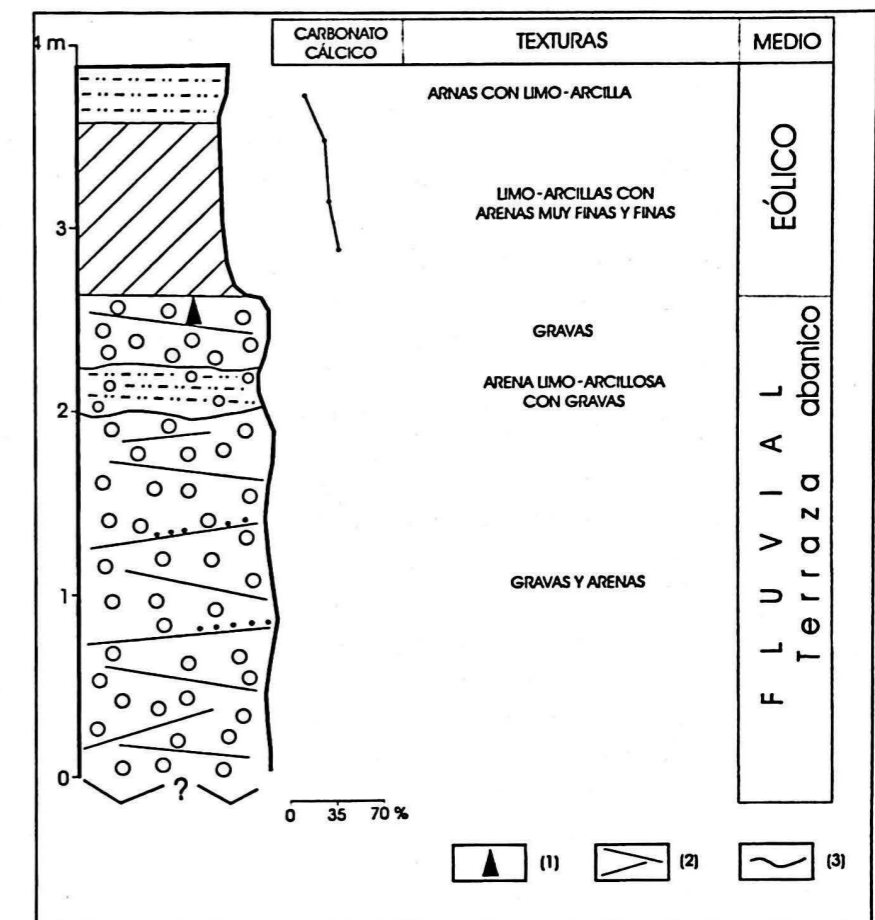 4 m
CARBONATO
CÁLCICO
TEXTURAS
MEDIO
ARNAS CON LIMO-ARCILLA
LIMO-ARCILLAS CON
ARENAS MUY FINAS Y FINAS
EÓLICO
3
GRAVAS
ARENA LIMO-ARCILLOSA
CON GRAVAS
2
GRAVAS Y ARENAS
FLUVIAL
Terraza abanico
1
0
?
0 35 70 %
(1) (2) (3)